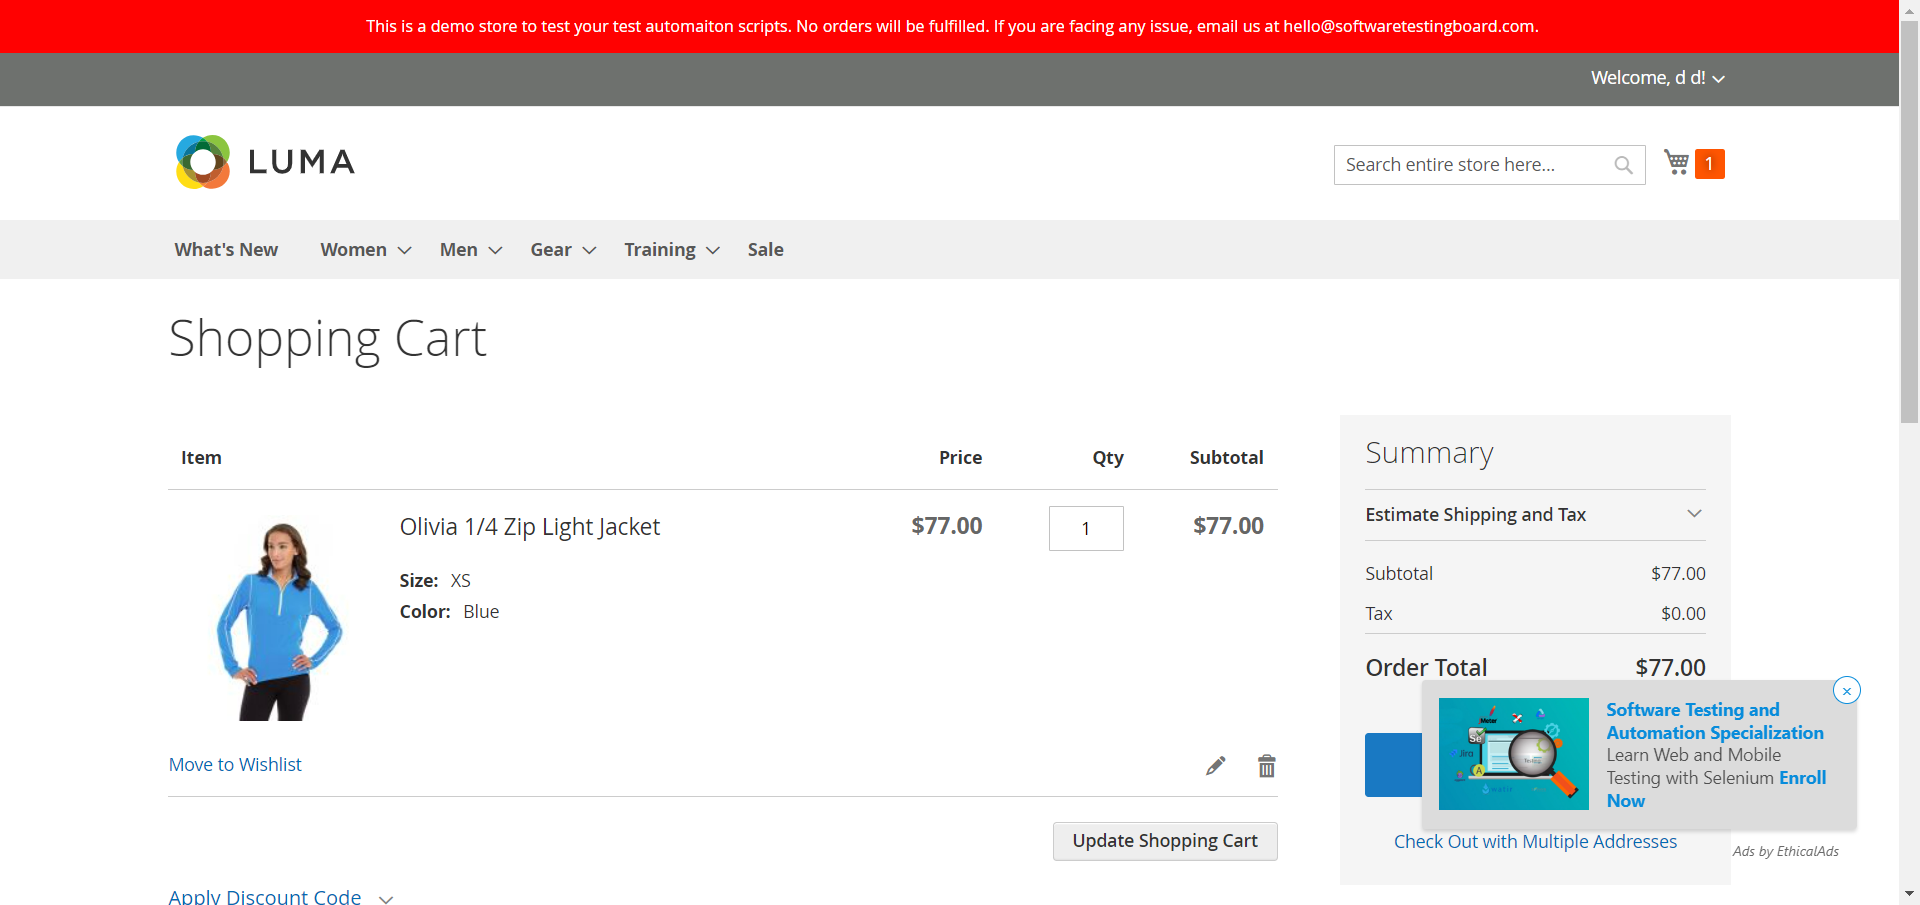 This is a demo store to test your test automaiton scripts. No orders will be fulfilled. If you are facing any issue, email us at hello@softwaretestingboard.com.
Welcome, d d!
LUMA
Search entire store here...
1
What's New Women Men Gear Training Sale
Shopping Cart
Item Price Qty Subtotal
Olivia 1/4 Zip Light Jacket $77.00 1 $77.00
Size: XS
Color: Blue
Move to Wishlist
Update Shopping Cart
Apply Discount Code
Summary
Estimate Shipping and Tax
Subtotal $77.00
Tax $0.00
Order Total $77.00
Software Testing and
Automation Specialization
Learn Web and Mobile
Testing with Selenium Enroll
Now
Meter
Se
Jira
A
Check Out with Multiple Addresses
Ads by EthicalAds